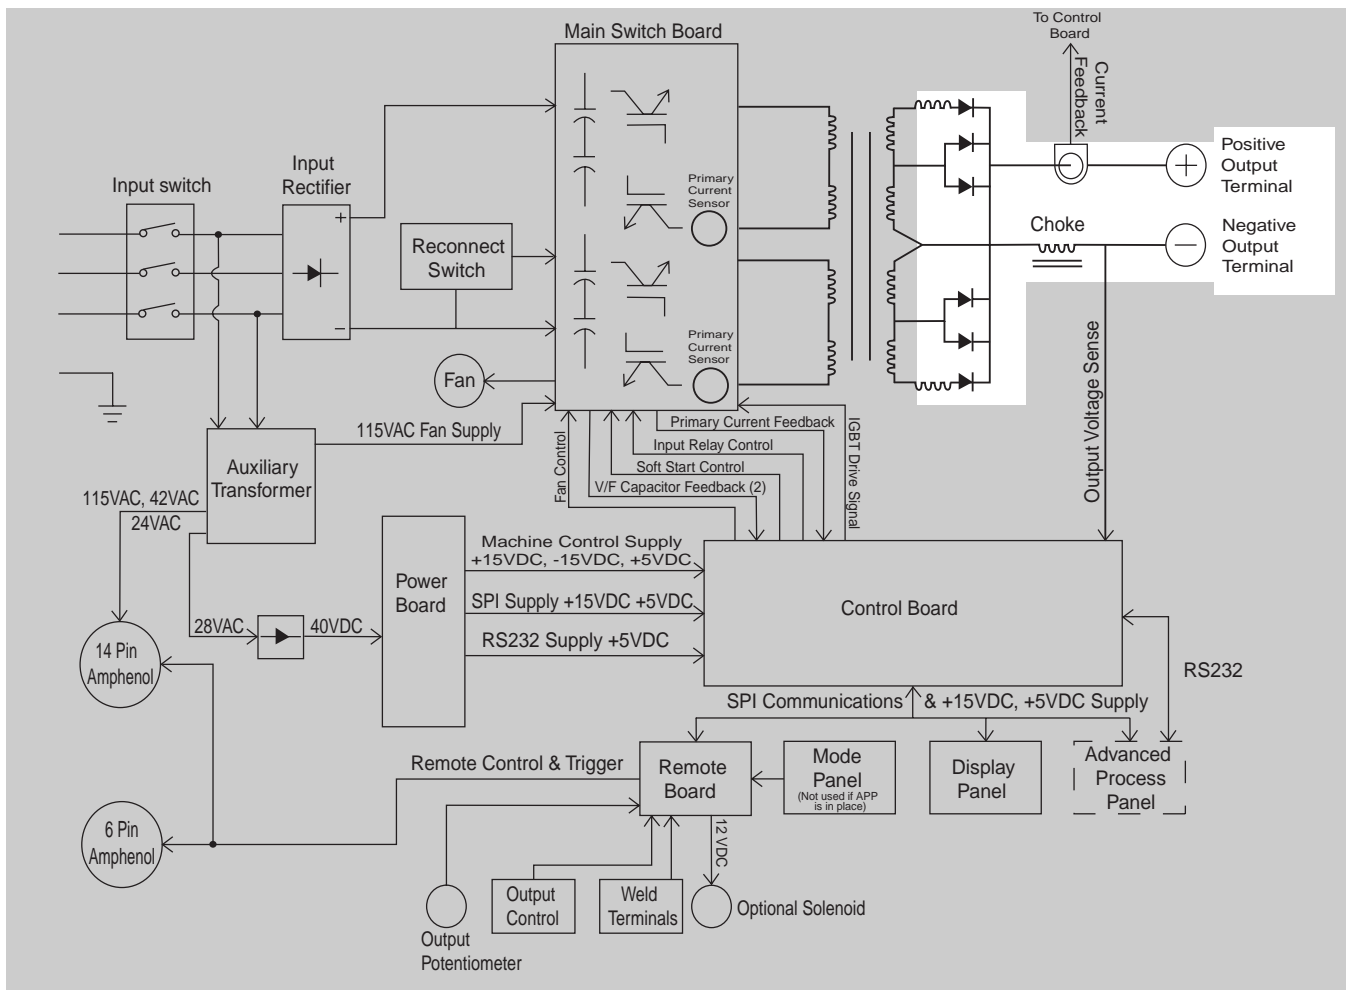 To Control
Board
Main Switch Board
Current
Feedback
Positive
Output
Terminal
+
Input
Rectifier
Input switch
Primary
Current
Sensor
+
Choke
Negative
Output
Terminal
−
Reconnect
Switch
−
Primary
Current
Sensor
Fan
Output Voltage Sense
115VAC Fan Supply
Primary Current Feedback
Input Relay Control
Soft Start Control
V/F Capacitor Feedback (2)
Fan Control
IGBT Drive Signal
Auxiliary
Transformer
115VAC, 42VAC
24VAC
Machine Control Supply
+15VDC, -15VDC, +5VDC
Power
Board
SPI Supply +15VDC +5VDC
Control Board
28VAC
40VDC
RS232 Supply +5VDC
14 Pin
Amphenol
RS232
SPI Communications
& +15VDC, +5VDC Supply
Remote Control & Trigger
Remote
Board
Mode
Panel
(Not used if APP
is in place)
Display
Panel
Advanced
Process
Panel
6 Pin
Amphenol
12 VDC
Output
Control
Weld
Terminals
Optional Solenoid
Output
Potentiometer